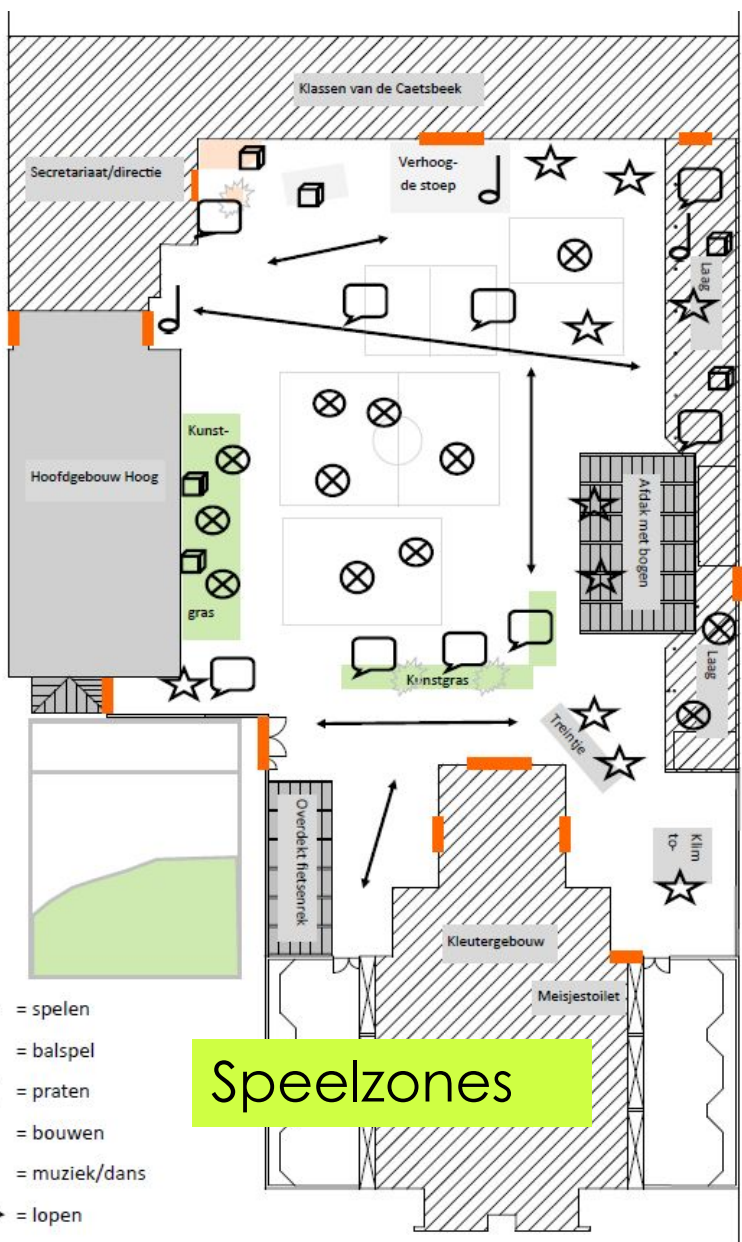 Klassen van de Caetsbeek
Secretariaat/directie
Verhoog-
de stoep
Laag
Kunst-
gras
Hoofdgebouw Hoog
Afdak met bogen
Laag
Kunstgras
Treintje
Overdekt fietsenrek
Klim
to-
Kleutergebouw
Meisjestoilet
= spelen
= balspel
= praten
= bouwen
= muziek/dans
= lopen
Speelzones